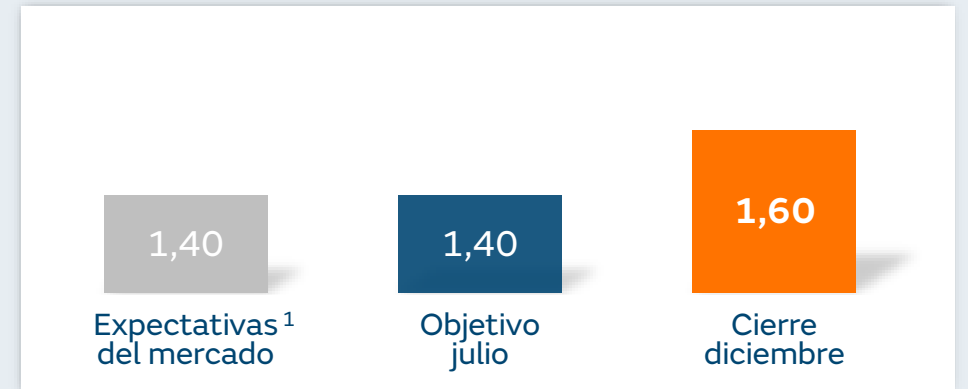 1,40
1,40
1,60
Expectativas 1
del mercado
Objetivo
julio
Cierre
diciembre